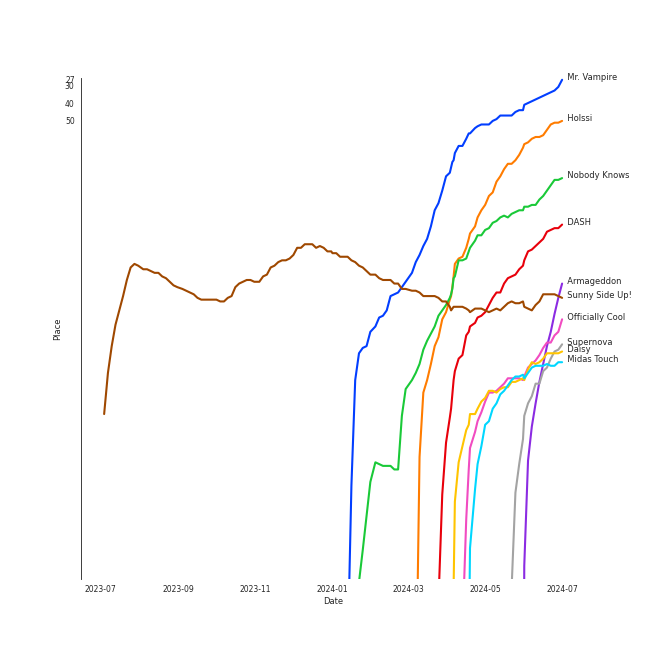 27
30
40
50
Place
Mr. Vampire
Holssi
Nobody Knows
DASH
Armageddon
Sunny Side Up!
Officially Cool
Supernova
Daisy
Midas Touch
2023-07 2023-09 2023-11 2024-01 2024-03 2024-05 2024-07
Date